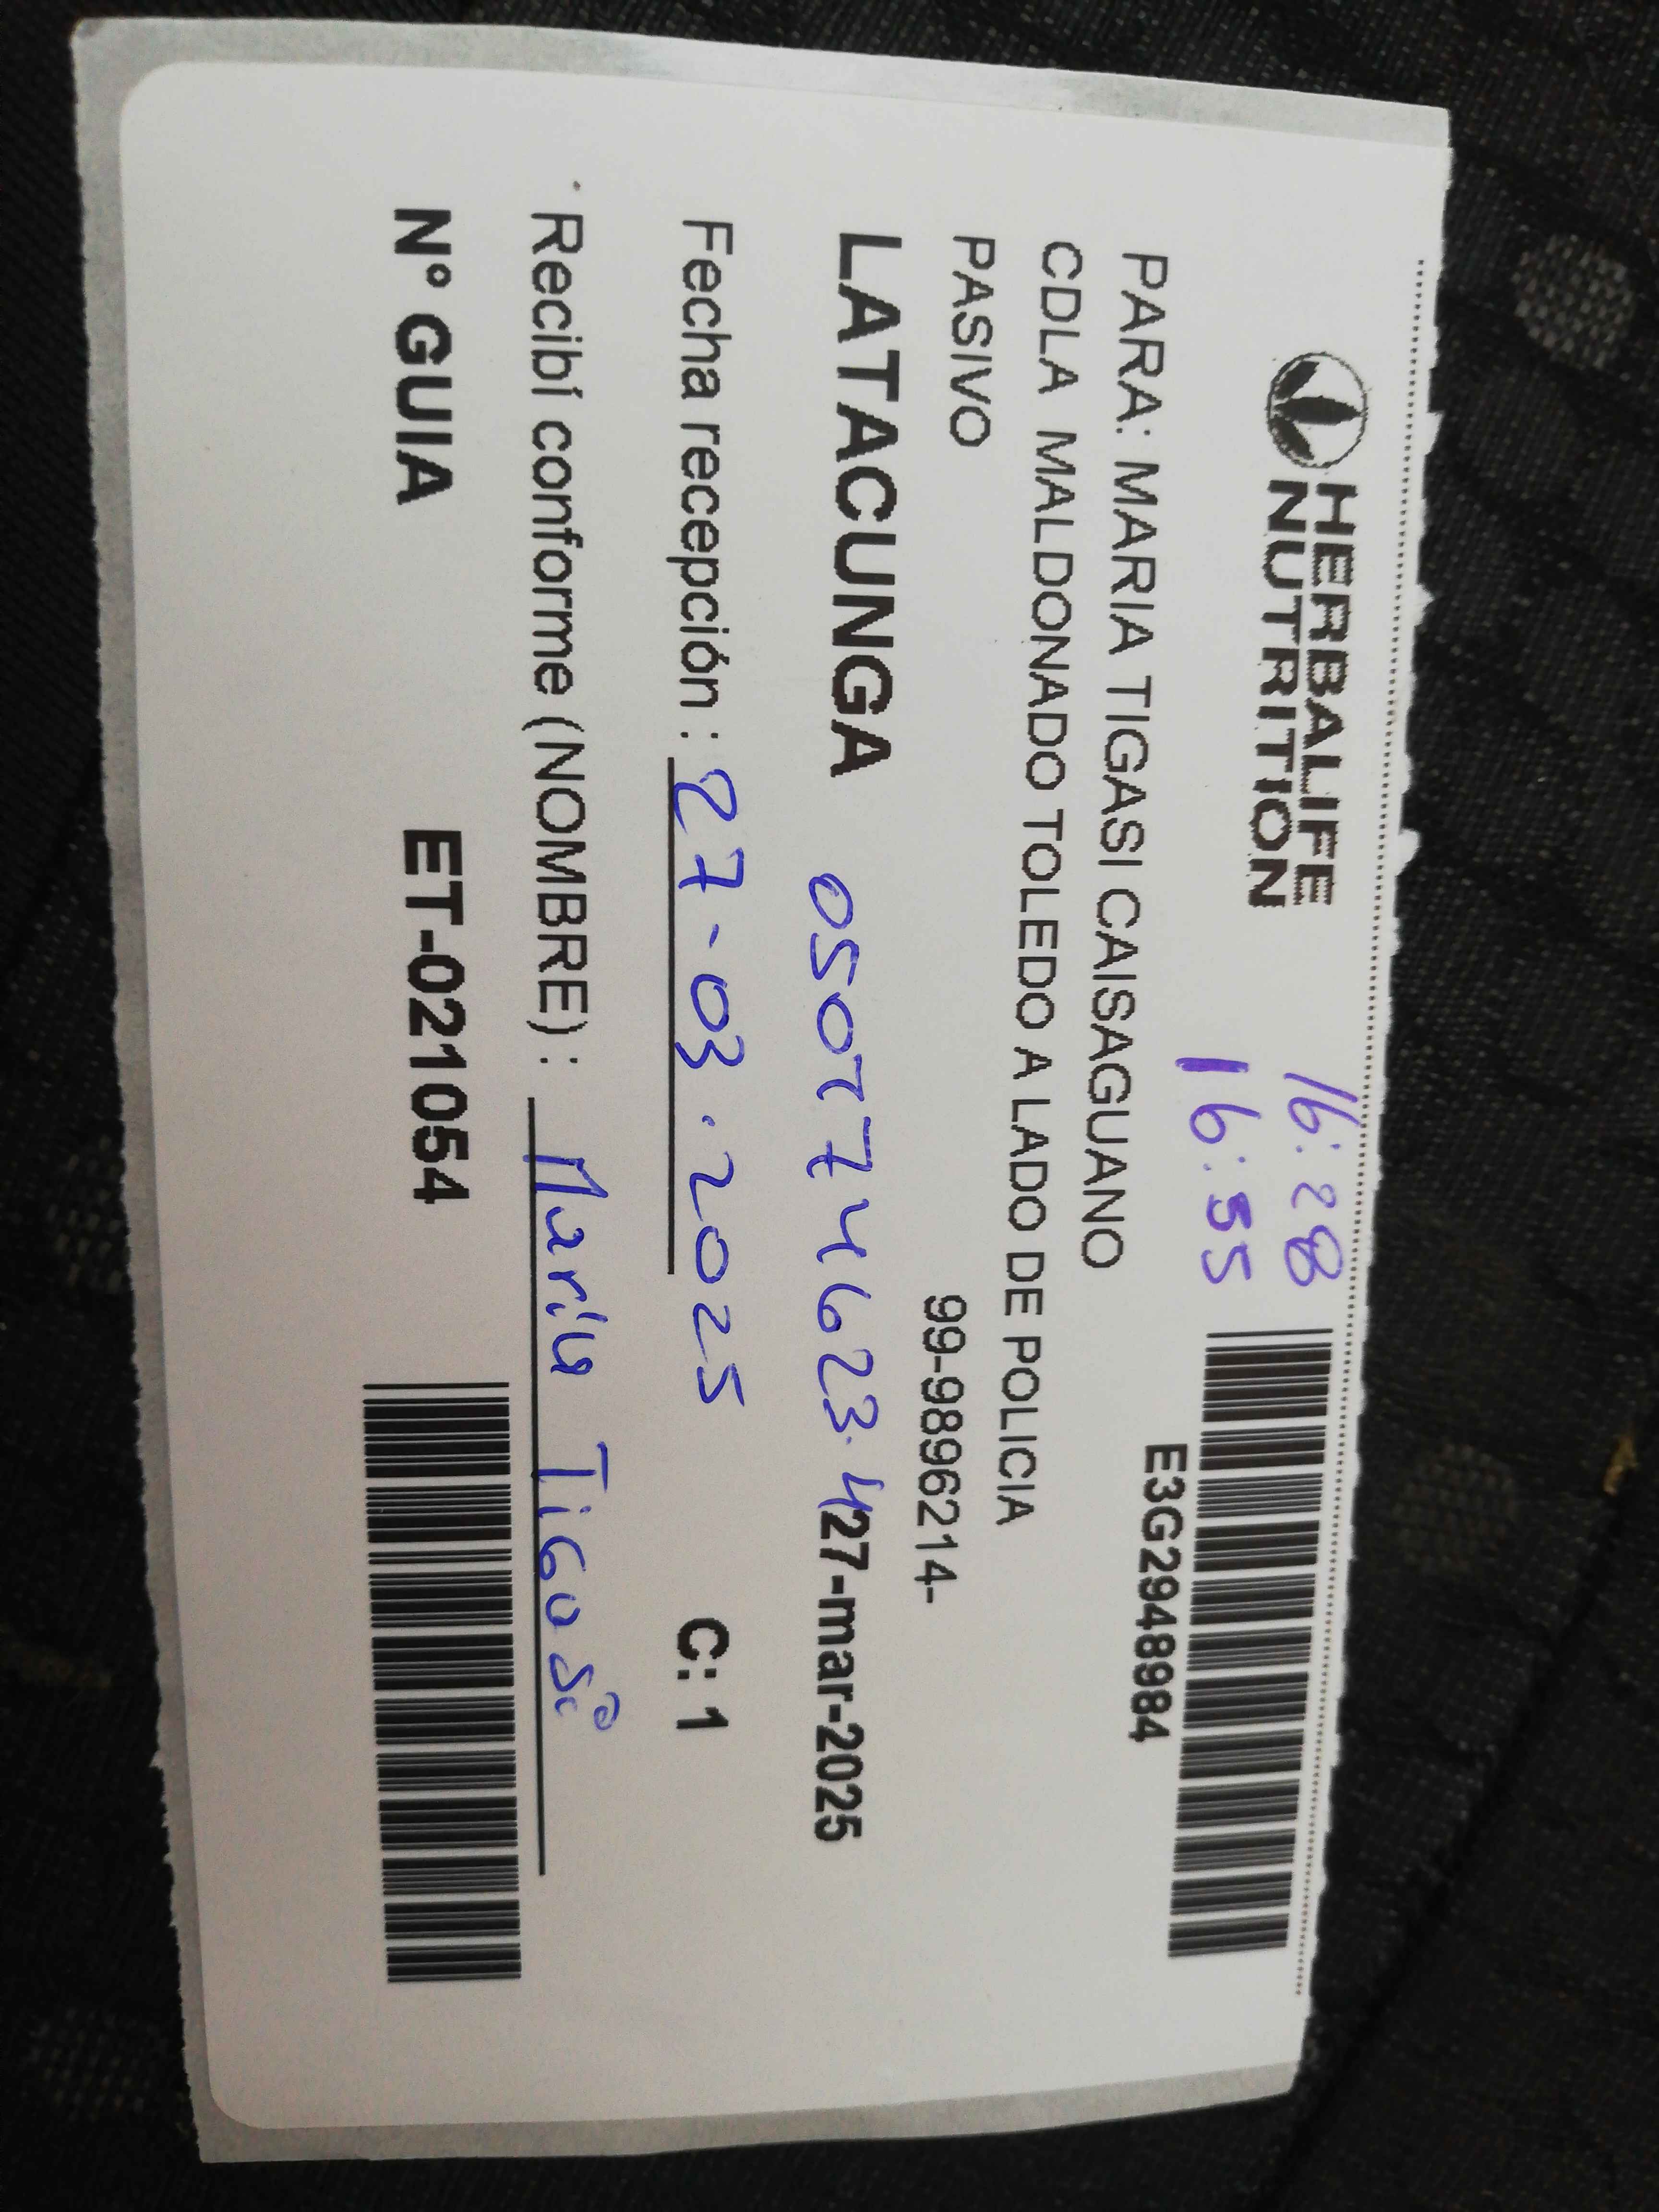 HERBALIFE
NUTRITION
16:28
16:55
E3G2948984
PARA: MARIA TIGASI CAISAGUANO
CDLA MALDONADO TOLEDO A LADO DE POLICIA
PASIVO
99-9896214-
LATACUNGA
27-mar-2025
Fecha recepción : 27-03.2025
C: 1
Recibí conforme (NOMBRE) : María Tigasi
N° GUIA ET-021054